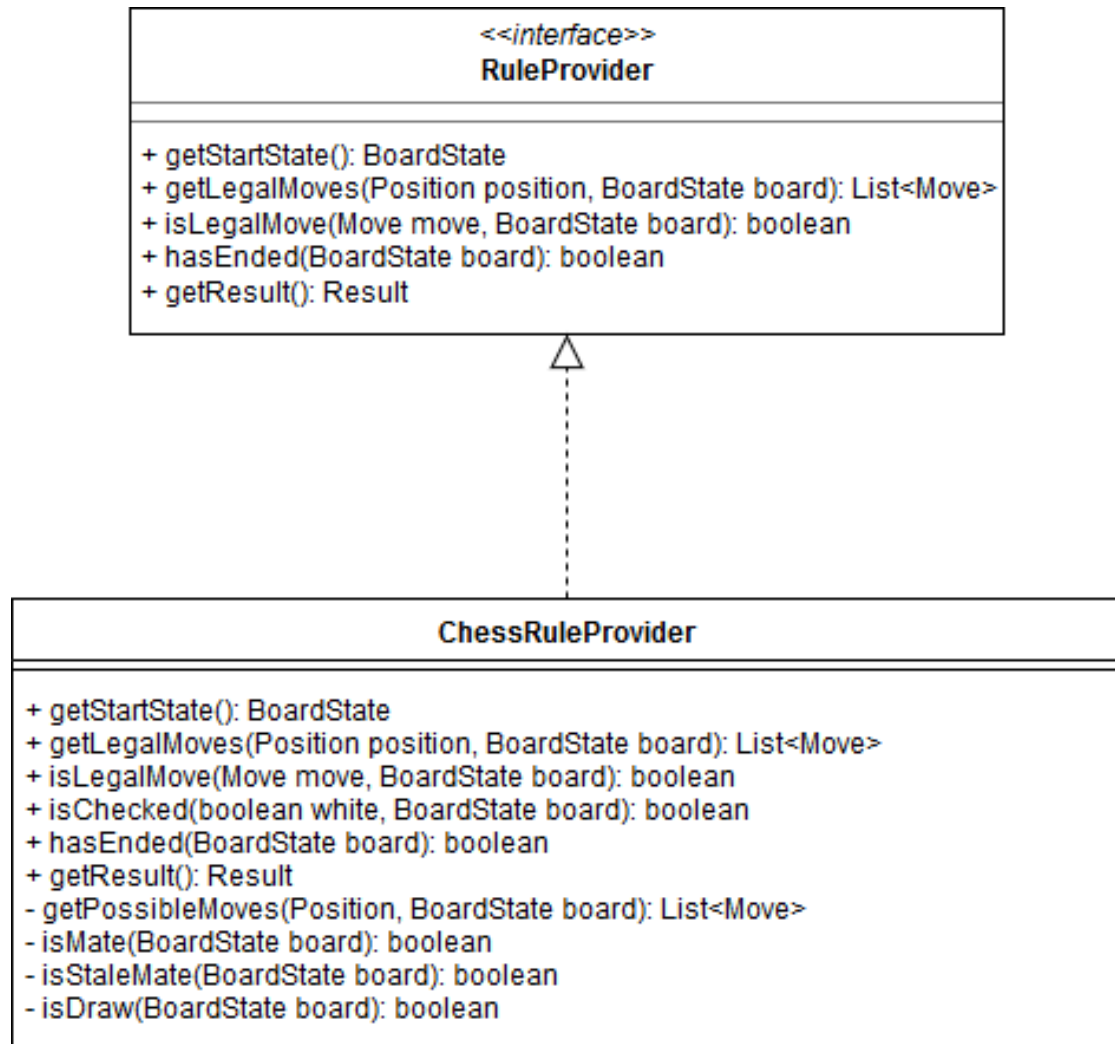 <<interface>>
RuleProvider
+ getStartState(): BoardState
+ getLegalMoves(Position position, BoardState board): List<Move>
+ isLegalMove(Move move, BoardState board): boolean
+ hasEnded(BoardState board): boolean
+ getResult(): Result
ChessRuleProvider
+ getStartState(): BoardState
+ getLegalMoves(Position position, BoardState board): List<Move>
+ isLegalMove(Move move, BoardState board): boolean
+ isChecked(boolean white, BoardState board): boolean
+ hasEnded(BoardState board): boolean
+ getResult(): Result
- getPossibleMoves(Position, BoardState board): List<Move>
- isMate(BoardState board): boolean
- isStaleMate(BoardState board): boolean
- isDraw(BoardState board): boolean